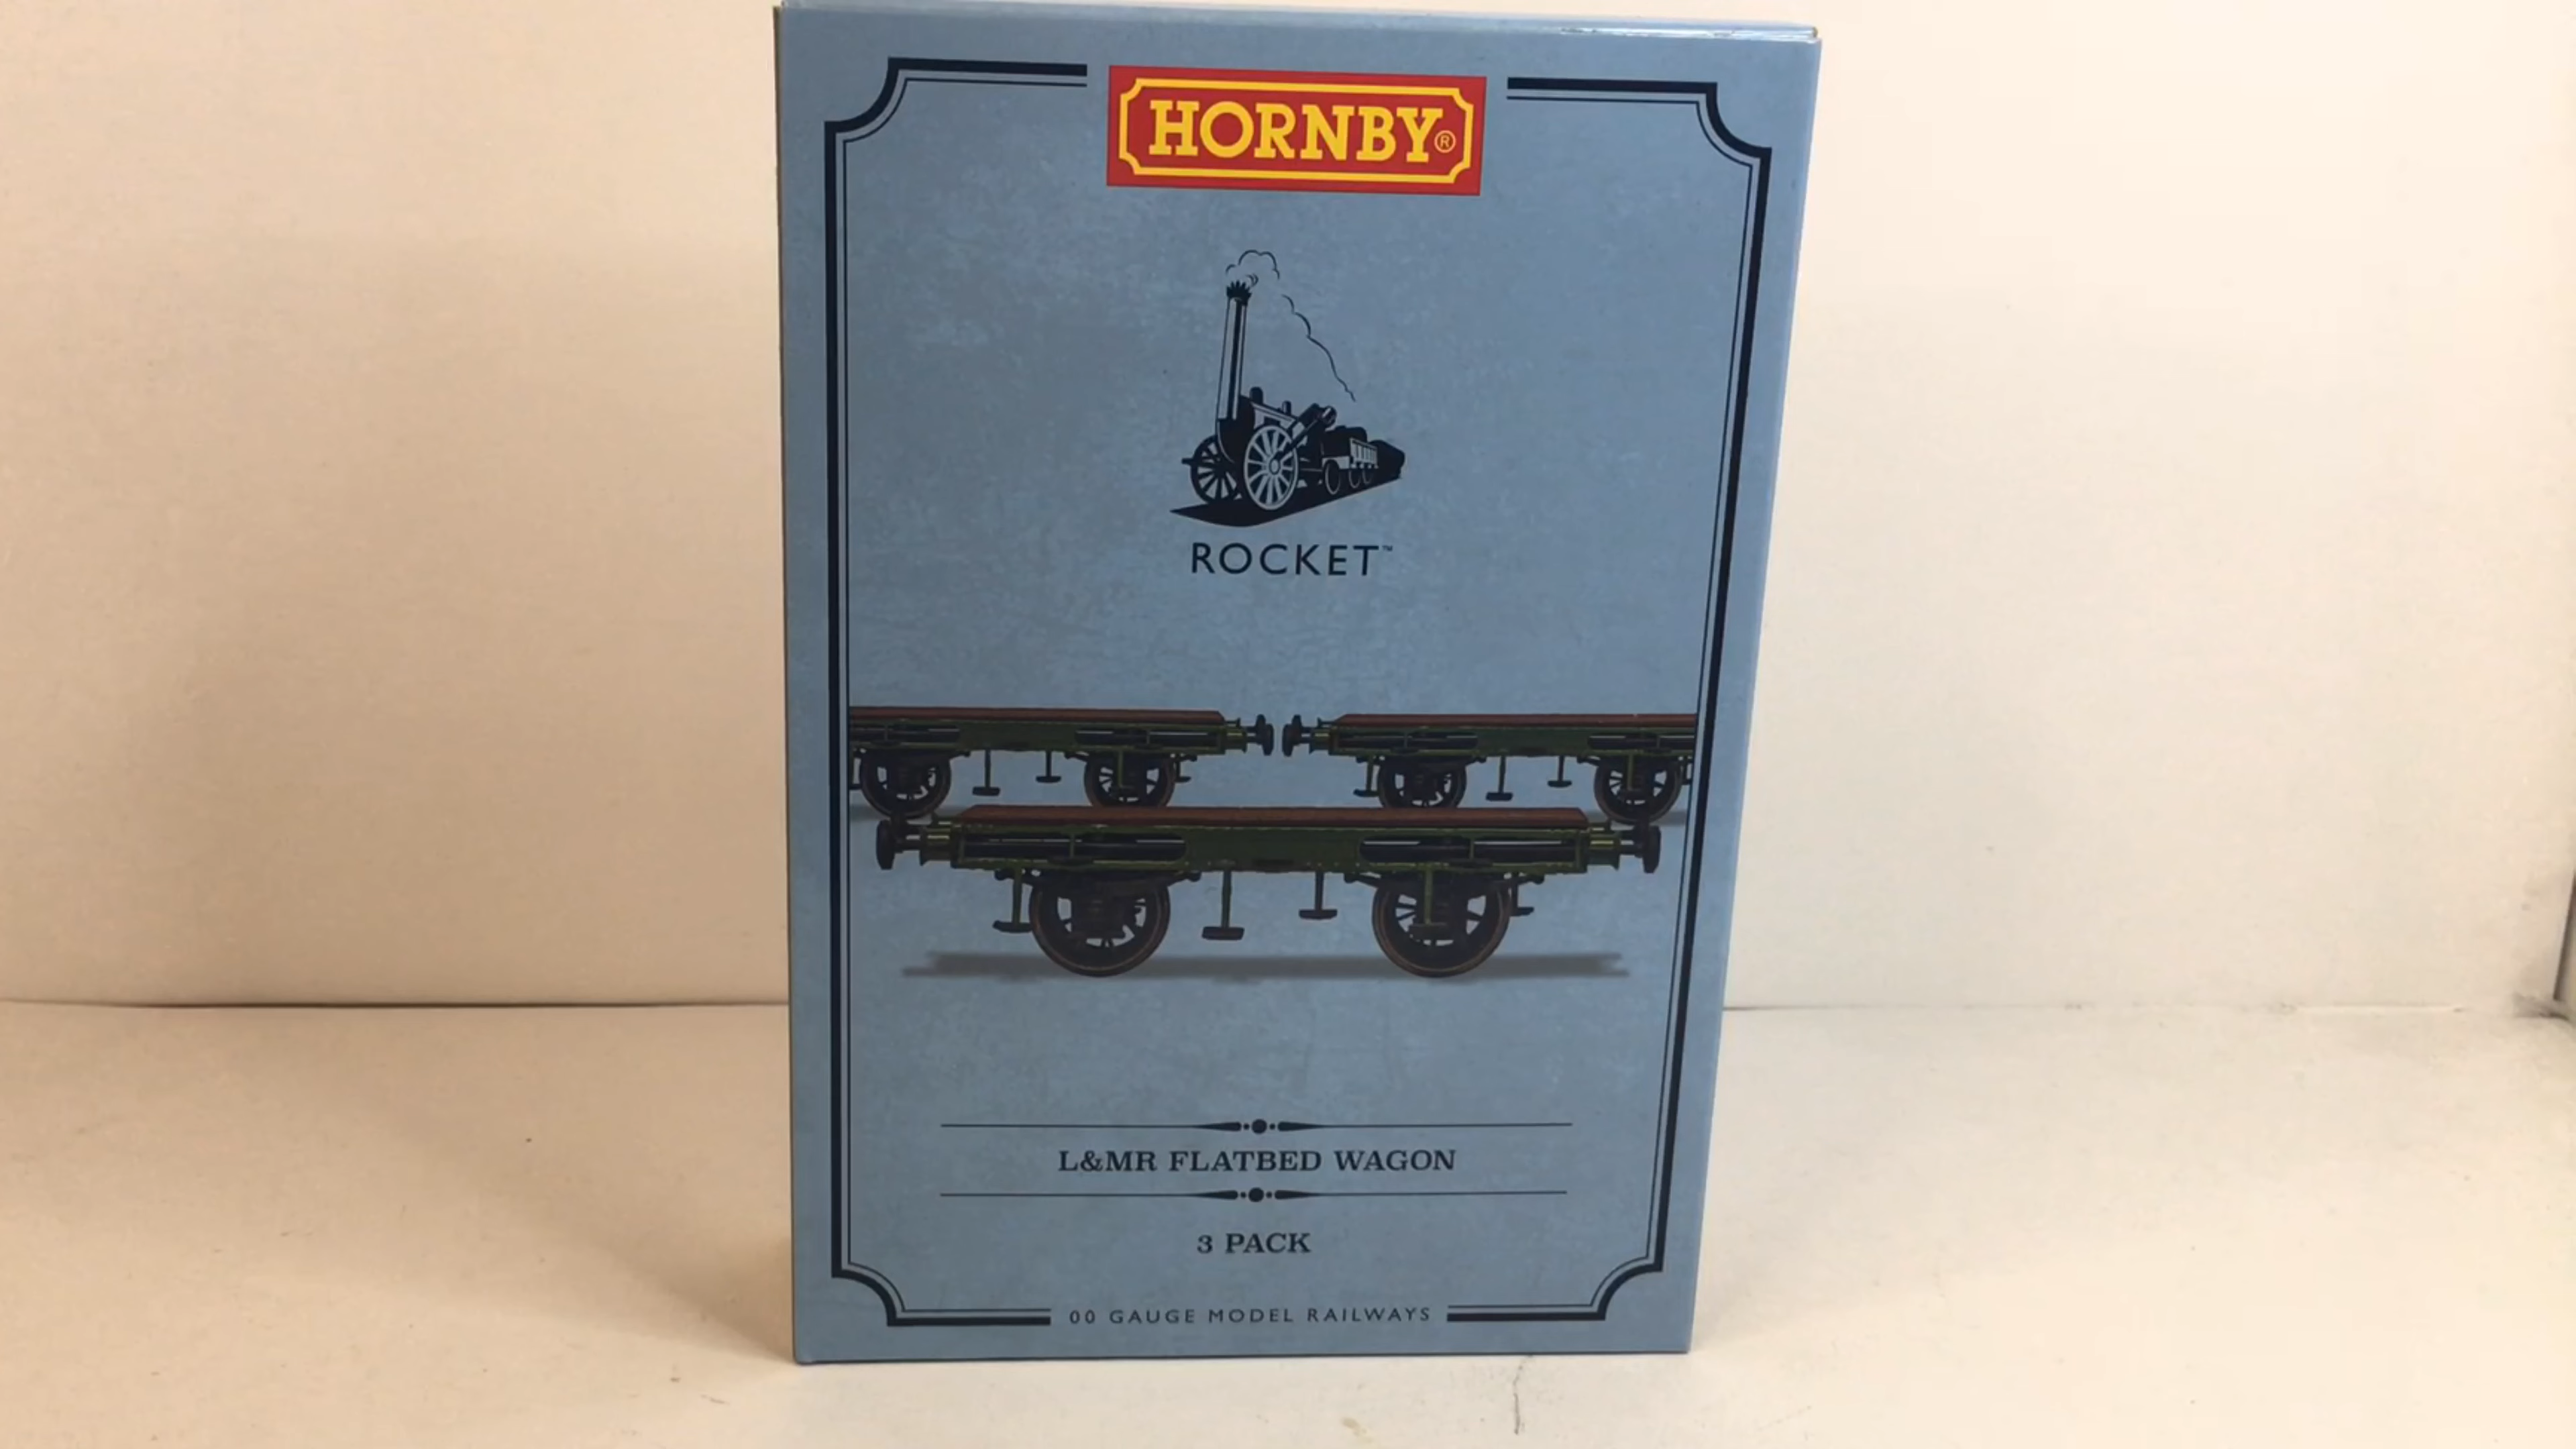 HORNBY®
ROCKET™
L&MR FLATBED WAGON
3 PACK
00 GAUGE MODEL RAILWAYS